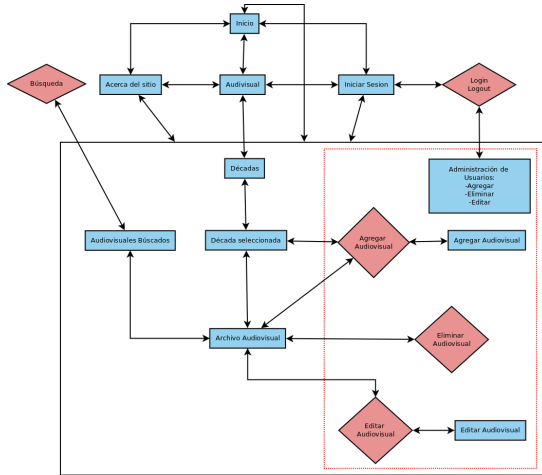 Inicio
Búsqueda
Acerca del sitio
Audivisual
Iniciar Sesion
Login
Logout
Décadas
Administración de
Usuarios:
-Agregar
-Eliminar
-Editar
Audiovisuales Búscados
Década seleccionada
Agregar
Audiovisual
Agregar Audiovisual
Archivo Audiovisual
Eliminar
Audiovisual
Editar
Audiovisual
Editar Audiovisual